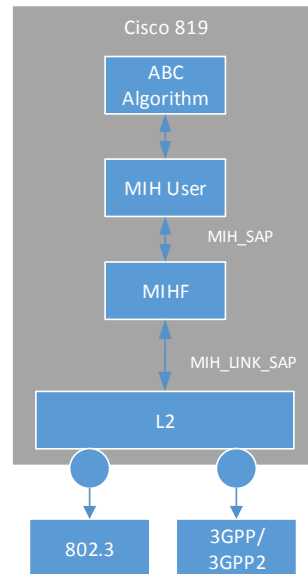 Cisco 819
ABC
Algorithm
MIH User
MIH_SAP
MIHF
MIH_LINK_SAP
L2
802.3
3GPP/
3GPP2